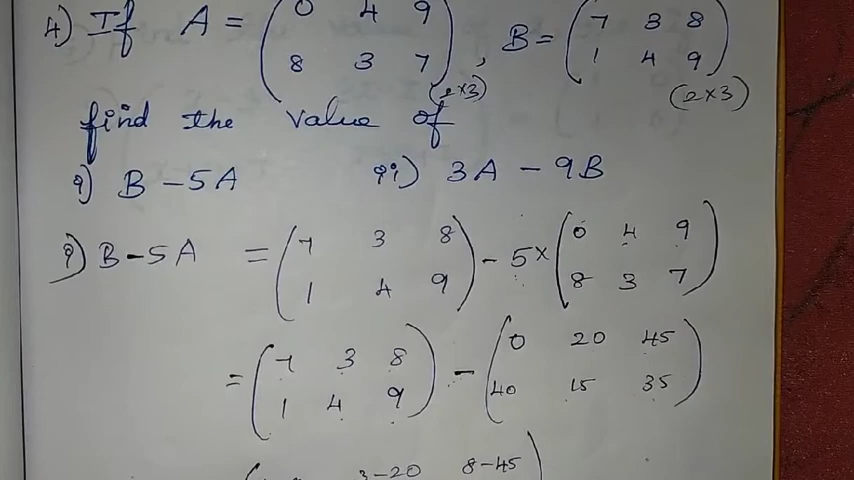 4) If A = (0 4 9
8 3 7)(2×3), B = (7 3 8
1 4 9)(2×3)
find the value of
i) B - 5A ii) 3A - 9B
i) B - 5A = (7 3 8
1 4 9) - 5 × (0 4 9
8 3 7)
= (7 3 8
1 4 9) - (0 20 45
40 15 35)
3-20 8-45